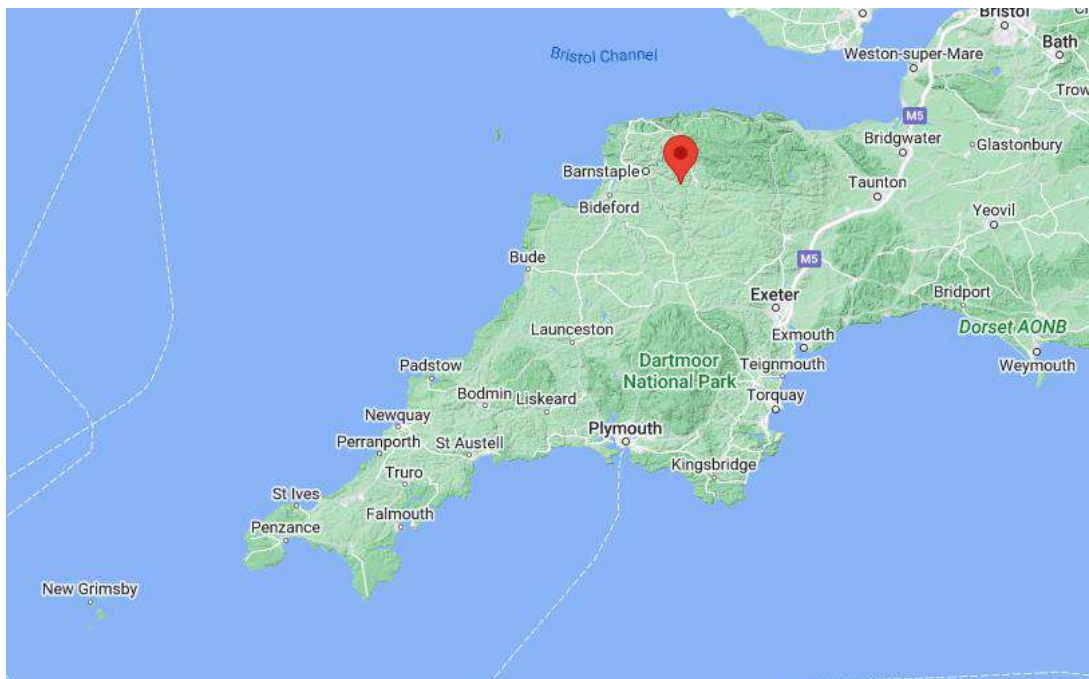 Bristol
Bath
Bristol Channel
Weston-super-Mare
M5
Bridgwater
Glastonbury
Barnstaple
Taunton
Bideford
Yeovil
Bude
M5
Exeter
Bridport
Dorset AONB
Launceston
Exmouth
Dartmoor
National Park
Teignmouth
Weymouth
Padstow
Bodmin
Liskeard
Torquay
Newquay
Plymouth
Perranporth
St Austell
Kingsbridge
Truro
St Ives
Falmouth
Penzance
New Grimsby